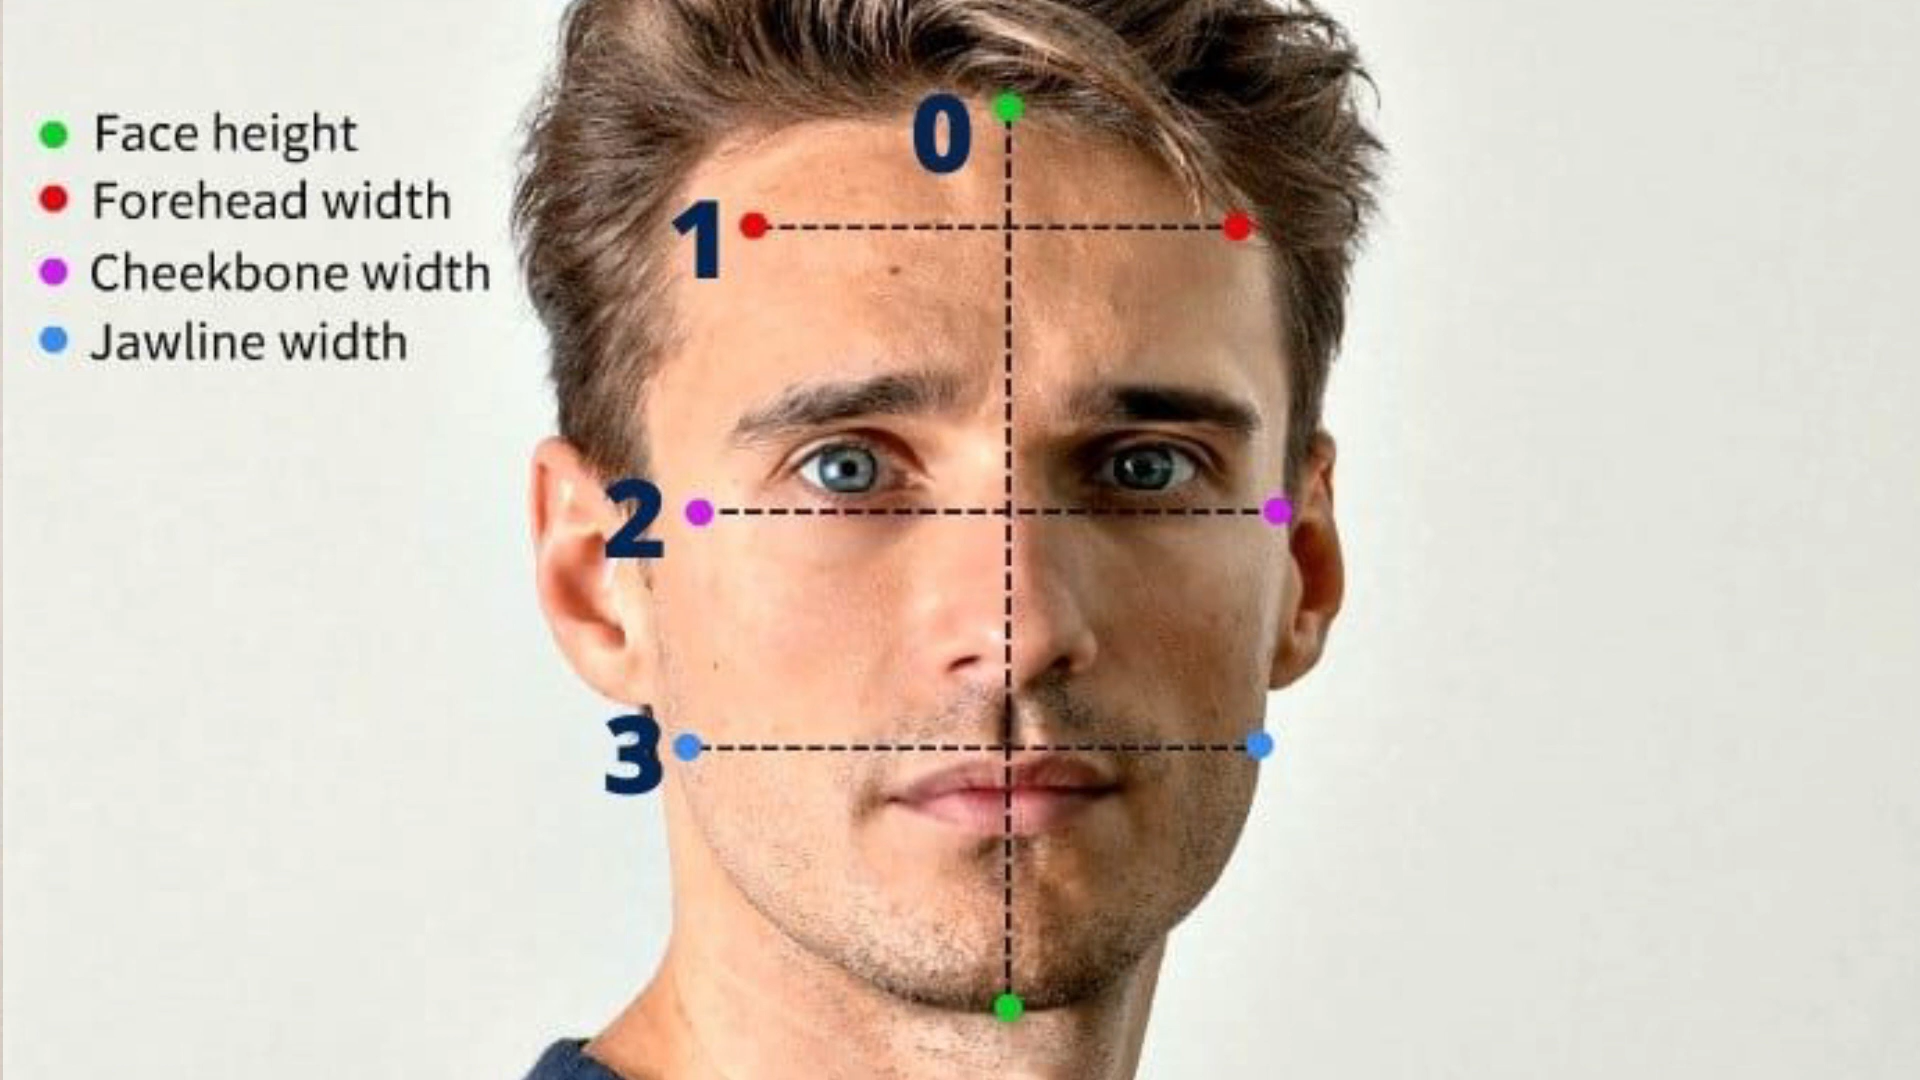 Face height
Forehead width
Cheekbone width
Jawline width
0
1
2
3